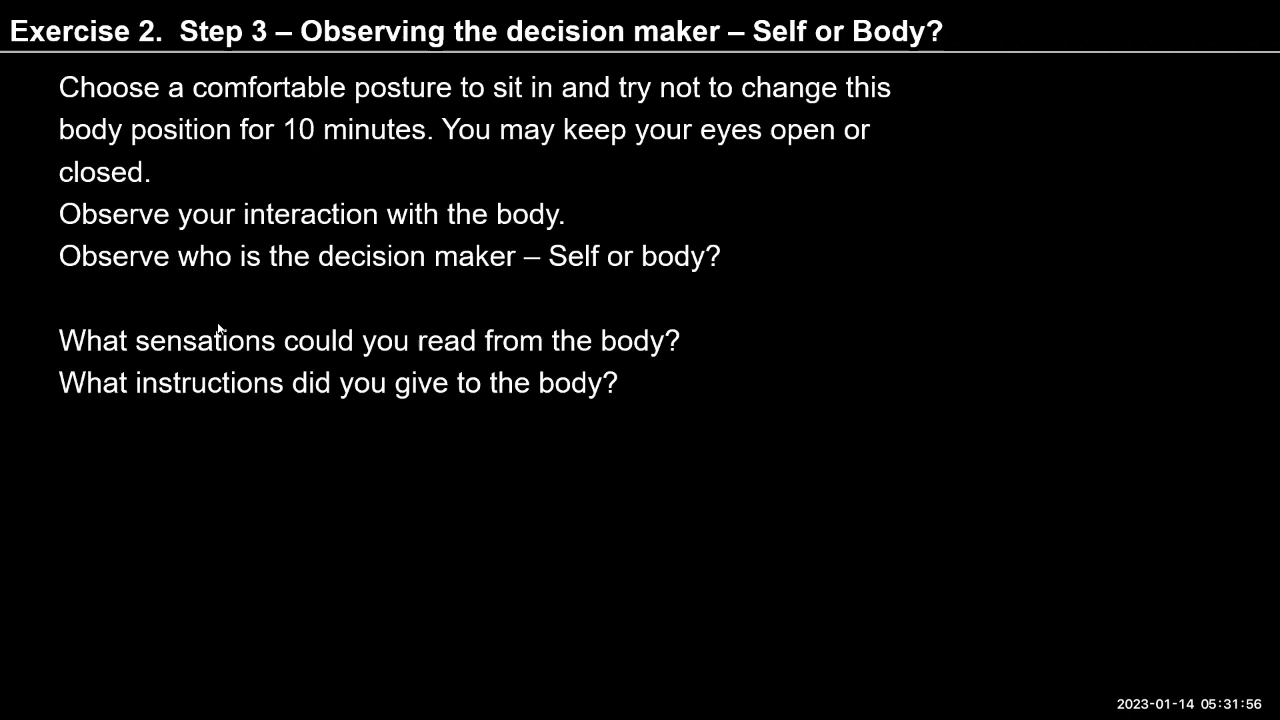 Exercise 2.  Step 3 – Observing the decision maker – Self or Body?
Choose a comfortable posture to sit in and try not to change this
body position for 10 minutes. You may keep your eyes open or
closed.
Observe your interaction with the body.
Observe who is the decision maker – Self or body?
What sensations could you read from the body?
What instructions did you give to the body?
2023-01-14 05:31:56